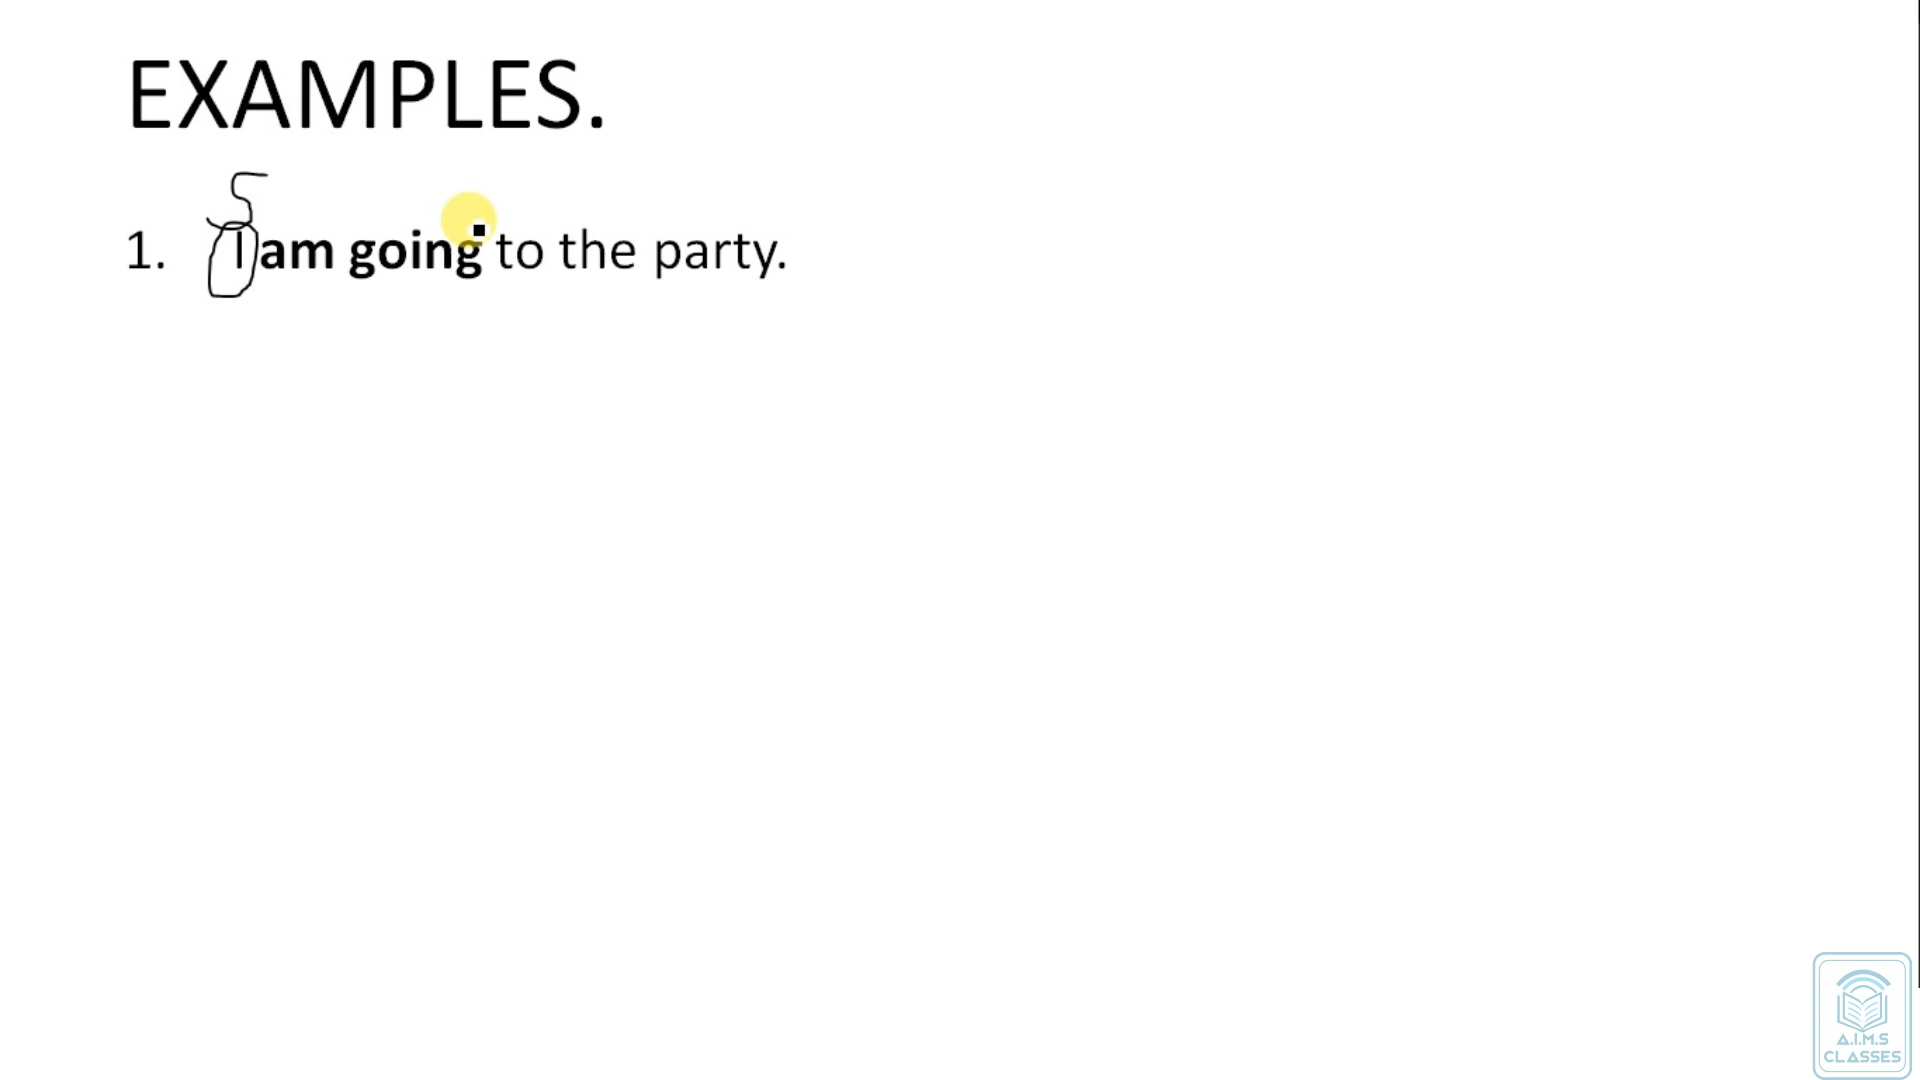 EXAMPLES.
S
1. I am going to the party.
A.I.M.S
CLASSES